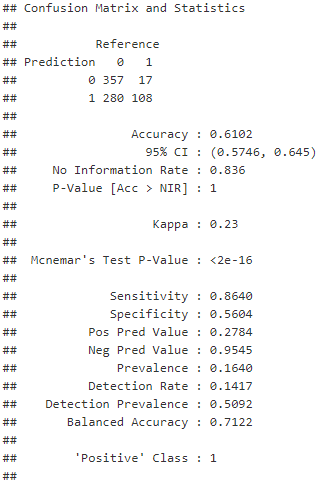 ## Confusion Matrix and Statistics
##
##           Reference
## Prediction   0   1
##          0 357  17
##          1 280 108
##
##                Accuracy : 0.6102
##                  95% CI : (0.5746, 0.645)
##     No Information Rate : 0.836
##     P-Value [Acc > NIR] : 1
##
##                   Kappa : 0.23
##
##  Mcnemar's Test P-Value : <2e-16
##
##             Sensitivity : 0.8640
##             Specificity : 0.5604
##          Pos Pred Value : 0.2784
##          Neg Pred Value : 0.9545
##              Prevalence : 0.1640
##          Detection Rate : 0.1417
##    Detection Prevalence : 0.5092
##       Balanced Accuracy : 0.7122
##
##        'Positive' Class : 1
##